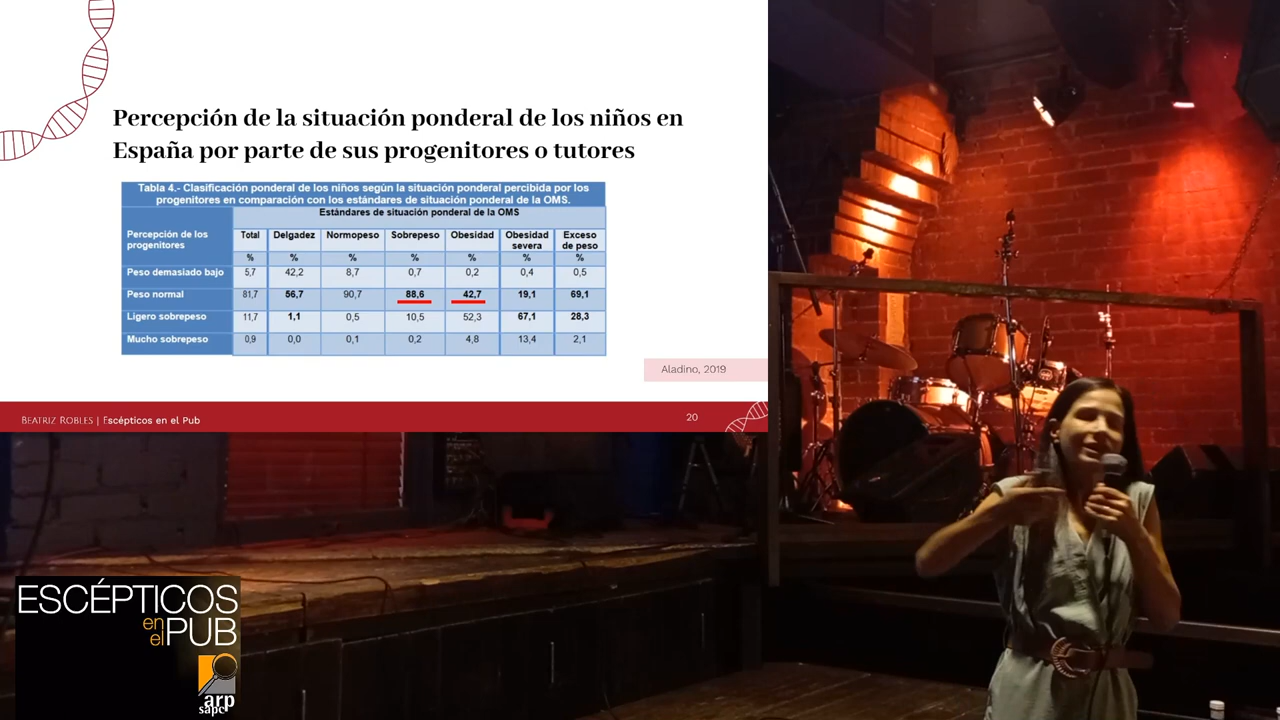 Percepción de la situación ponderal de los niños en
España por parte de sus progenitores o tutores
Tabla 4.- Clasificación ponderal de los niños según la situación ponderal percibida por los
progenitores en comparación con los estándares de situación ponderal de la OMS.
Estándares de situación ponderal de la OMS
Percepción de los progenitores Total Delgadez Normopeso Sobrepeso Obesidad Obesidad severa Exceso de peso
% % % % % % %
Peso demasiado bajo 5,7 42,2 8,7 0,7 0,2 0,4 0,5
Peso normal 81,7 56,7 90,7 88,6 42,7 19,1 69,1
Ligero sobrepeso 11,7 1,1 0,5 10,5 52,3 67,1 28,3
Mucho sobrepeso 0,9 0,0 0,1 0,2 4,8 13,4 2,1
Aladino, 2019
BEATRIZ ROBLES | Escépticos en el Pub
20
ESCÉPTICOS
en
el PUB
arp
sapc